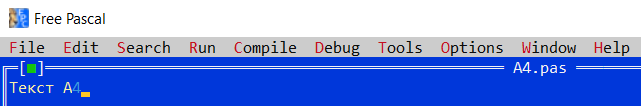 Free Pascal
File Edit Search Run Compile Debug Tools Options Window Help
A4.pas
Текст А4